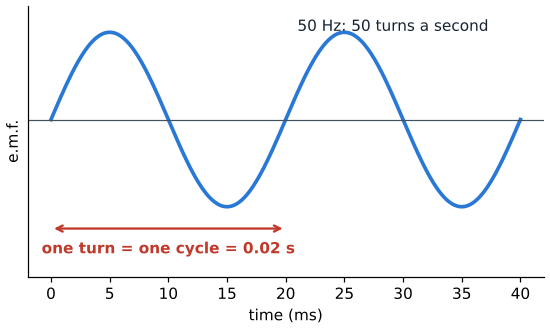 50 Hz: 50 turns a second
e.m.f.
one turn = one cycle = 0.02 s
0 5 10 15 20 25 30 35 40
time (ms)